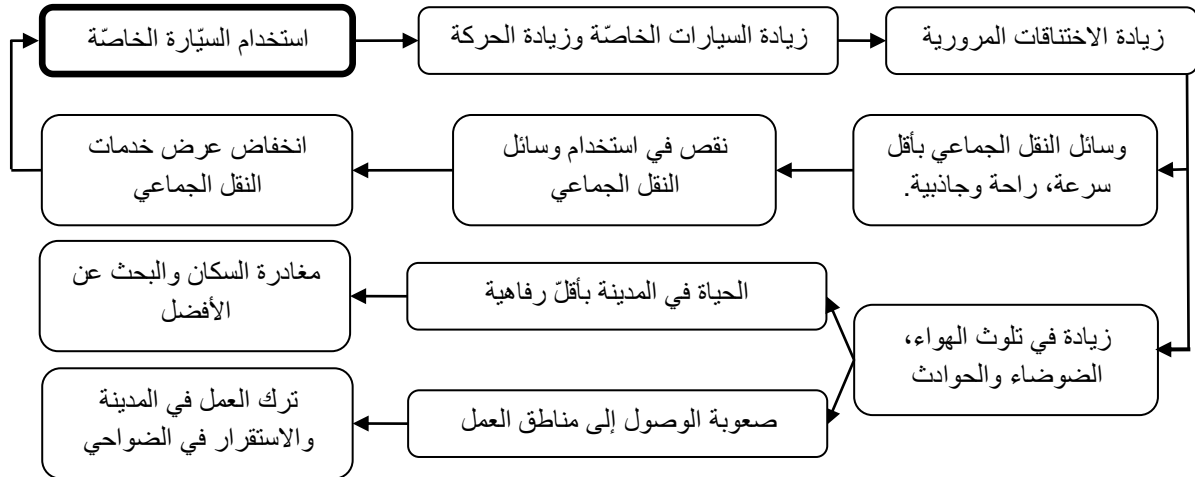 استخدام السيّارة الخاصّة
زيادة السيارات الخاصّة وزيادة الحركة
زيادة الاختناقات المرورية
وسائل النقل الجماعي بأقل
سرعة، راحة وجاذبية.
نقص في استخدام وسائل
النقل الجماعي
انخفاض عرض خدمات
النقل الجماعي
زيادة في تلوث الهواء،
الضوضاء والحوادث
الحياة في المدينة بأقلّ رفاهية
مغادرة السكان والبحث عن
الأفضل
صعوبة الوصول إلى مناطق العمل
ترك العمل في المدينة
والاستقرار في الضواحي